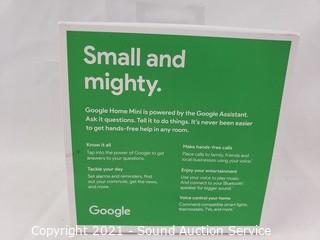 Small and
mighty.
Google Home Mini is powered by the Google Assistant.
Ask it questions. Tell it to do things. It's never been easier
to get hands-free help in any room.
Know it all
Tap into the power of Google to get
answers to your questions.
Tackle your day
Set alarms and reminders, find
out your commute, get the news,
and more.
Make hands-free calls
Place calls to family, friends and
local businesses using your voice.
Enjoy your entertainment
Use your voice to play music.
And connect to your Bluetooth
speaker for bigger sound.
Voice control your home
Command compatible smart lights,
thermostats, TVs, and more.
Google
Copyright 2021 - Sound Auction Service